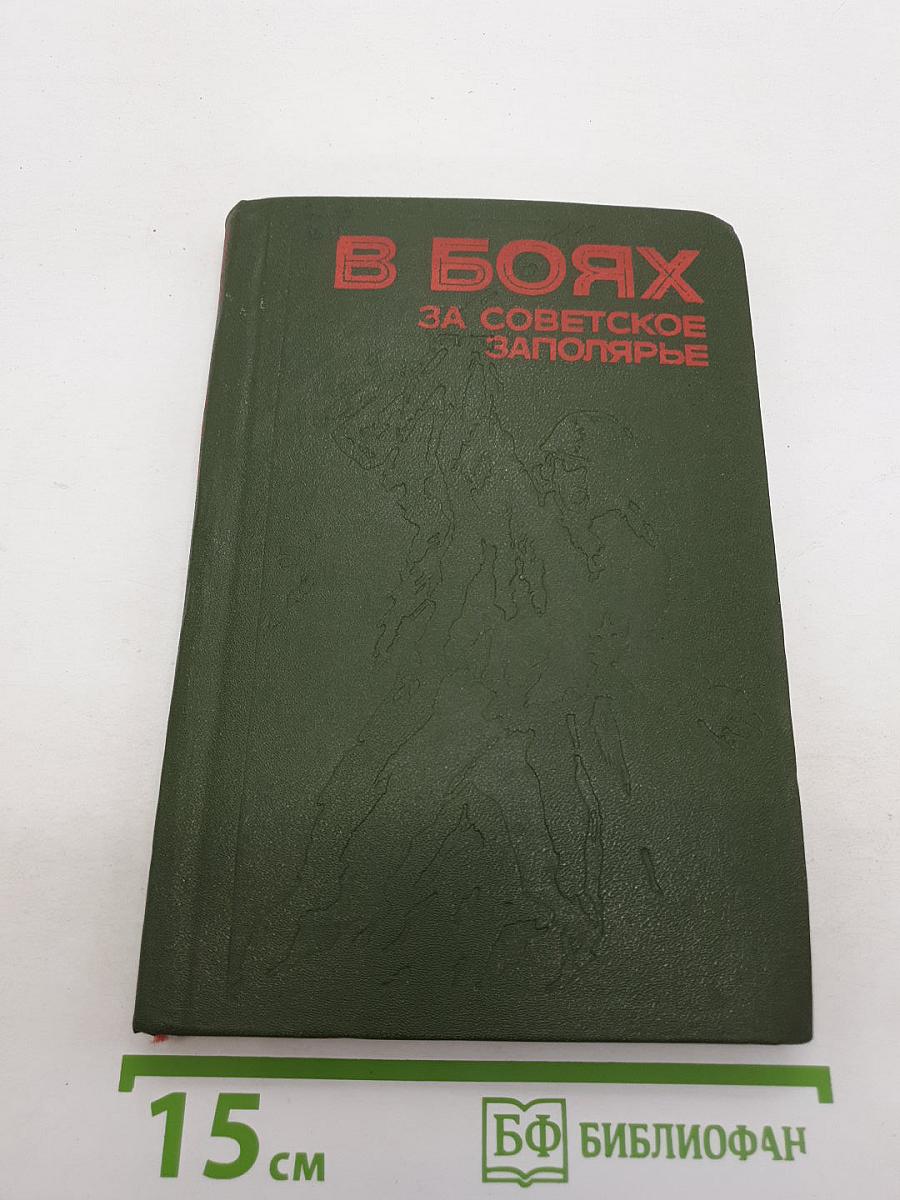 В БОЯХ
ЗА СОВЕТСКОЕ
ЗАПОЛЯРЬЕ
15 см
БФ БИБЛИОФАН